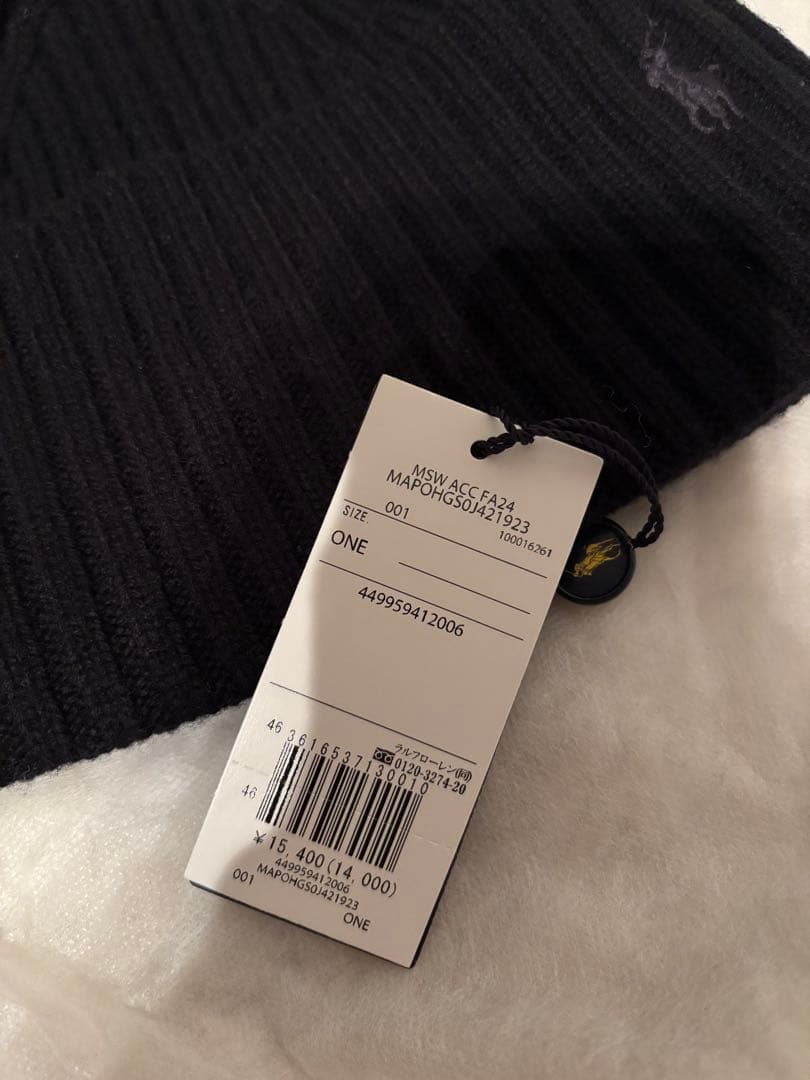 MSW ACC FA24
MAPOHGS0J421923
SIZE. 001 100016261
ONE
449959412006
ラルフローレン㈹
0120-3274-20
46 3616537130010
46
¥15,400(14,000)
449959412006
MAPOHGS0J421923
001
ONE